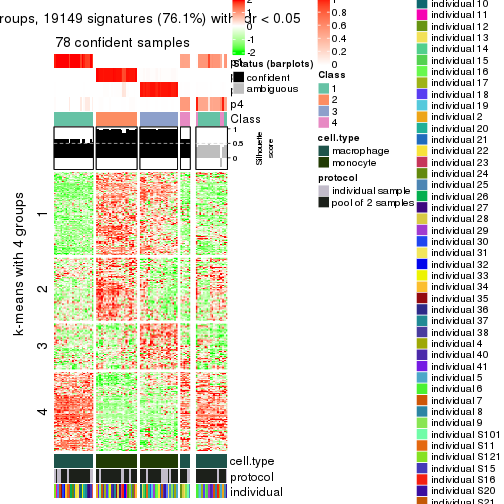 roups, 19149 signatures (76.1%) with fdr < 0.05
78 confident samples
p4
Class
1
0.5
0
Silhouette
score
k-means with 4 groups
1
2
3
4
cell.type
protocol
individual
2
1
0
-1
-2
Status (barplots)
confident
ambiguous
0.8
0.6
0.4
0.2
0
Class
1
2
3
4
cell.type
macrophage
monocyte
protocol
individual sample
pool of 2 samples
individual 10
individual 11
individual 12
individual 13
individual 14
individual 15
individual 16
individual 17
individual 18
individual 19
individual 2
individual 20
individual 21
individual 22
individual 23
individual 24
individual 25
individual 26
individual 27
individual 28
individual 29
individual 30
individual 31
individual 32
individual 33
individual 34
individual 35
individual 36
individual 37
individual 38
individual 4
individual 40
individual 41
individual 5
individual 6
individual 7
individual 8
individual 9
individual S101
individual S11
individual S121
individual S15
individual S16
individual S20
individual S21